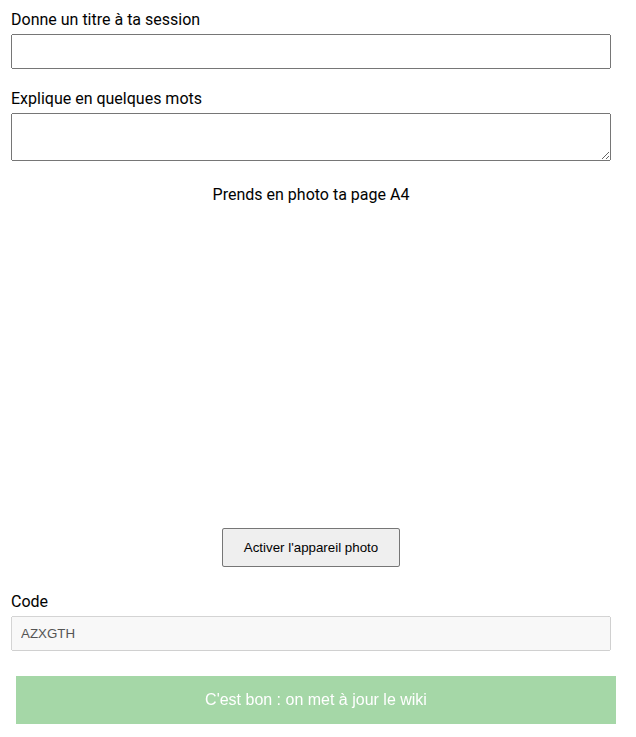 Donne un titre à ta session
Explique en quelques mots
Prends en photo ta page A4
Activer l'appareil photo
Code
AZXGTH
C'est bon : on met à jour le wiki